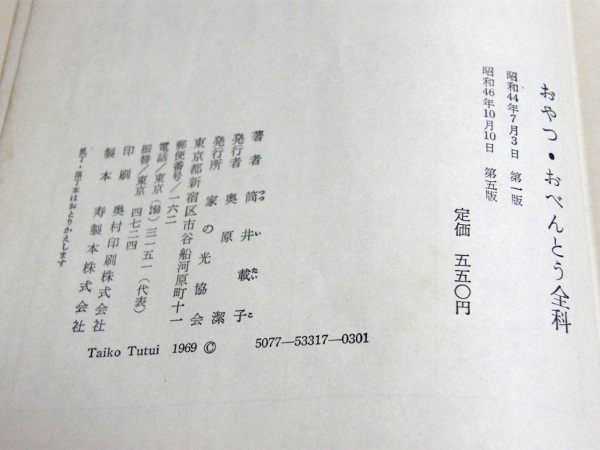 おやつ・おべんとう全科
昭和44年7月3日　第一版
昭和46年10月10日　第五版
定価　五五〇円
著者　筒井載子
つついたいこ
発行者　奥原潔
発行所　家の光協会
東京都新宿区市谷船河原町十一
郵便番号／一六二
電話／東京(260)三一五一(代表)
振替／東京　四七二四
印刷　奥村印刷株式会社
製本　寿製本株式会社
乱丁・落丁本はおとりかえします
Taiko Tutui 1969 ©　5077—53317—0301